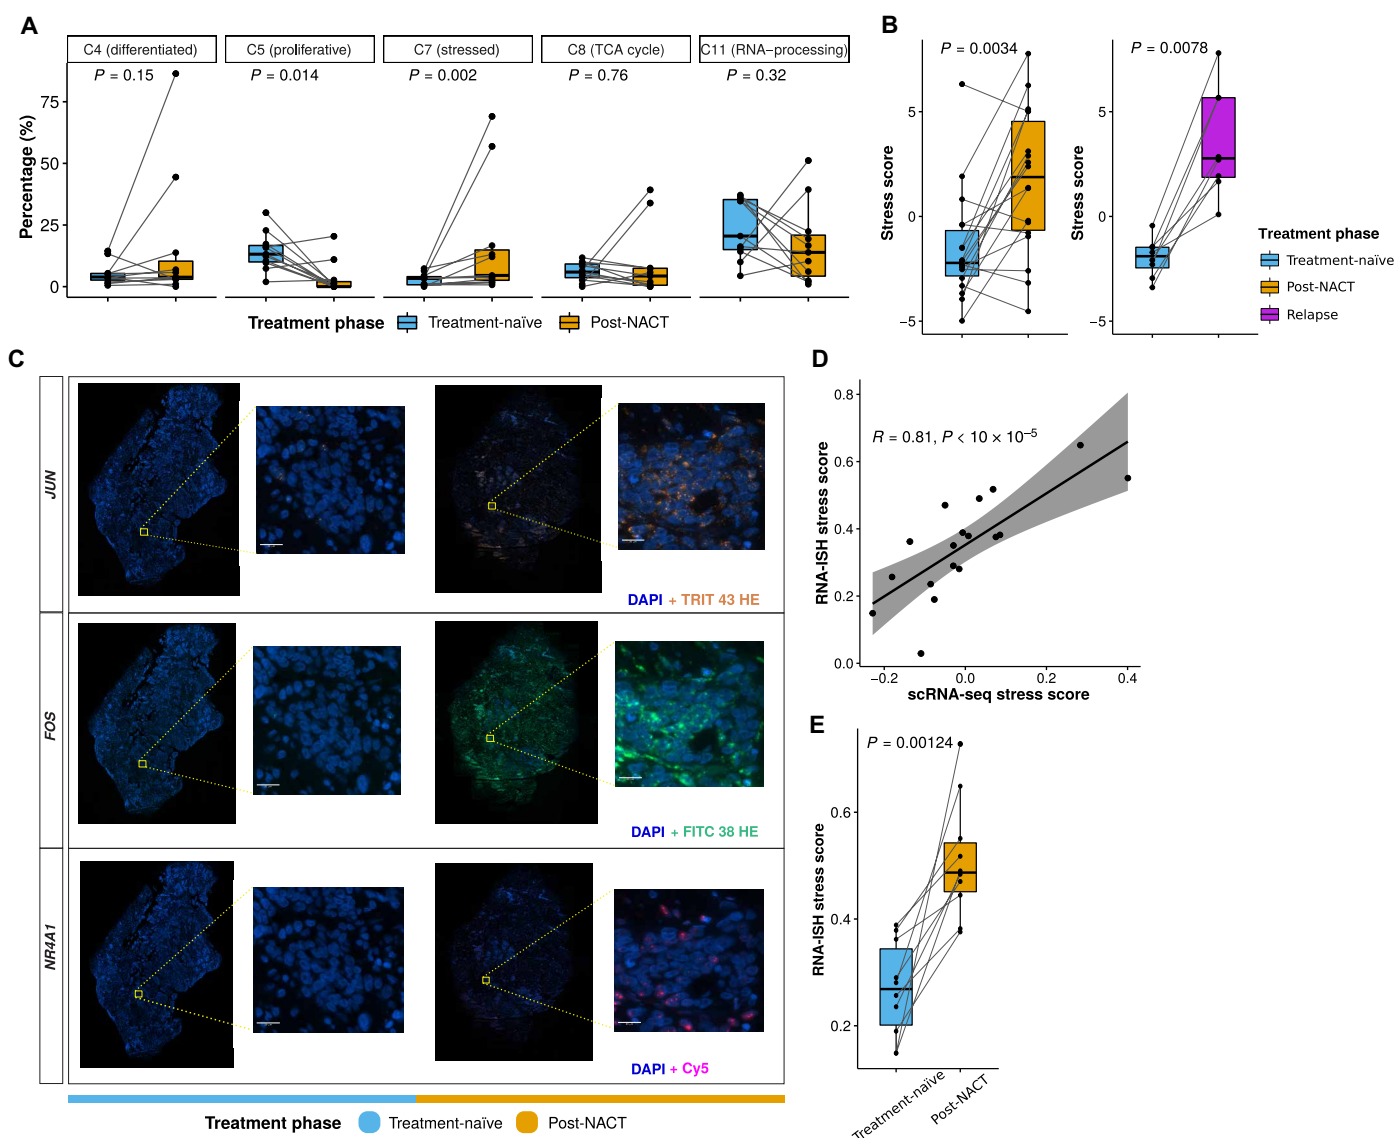 A
C4 (differentiated)
C5 (proliferative)
C7 (stressed)
C8 (TCA cycle)
C11 (RNA−processing)
P = 0.15
P = 0.014
P = 0.002
P = 0.76
P = 0.32
Percentage (%)
75
50
25
0
Treatment phase
Treatment-naïve
Post-NACT
B
P = 0.0034
P = 0.0078
Stress score
5
0
−5
Stress score
5
0
−5
Treatment phase
Treatment-naïve
Post-NACT
Relapse
C
JUN
DAPI + TRIT 43 HE
FOS
DAPI + FITC 38 HE
NR4A1
DAPI + Cy5
Treatment phase
Treatment-naïve
Post-NACT
D
R = 0.81, P < 10 × 10−5
RNA-ISH stress score
0.8
0.6
0.4
0.2
0.0
−0.2
0.0
0.2
0.4
scRNA-seq stress score
E
P = 0.00124
RNA-ISH stress score
0.6
0.4
0.2
Treatment-naïve
Post-NACT